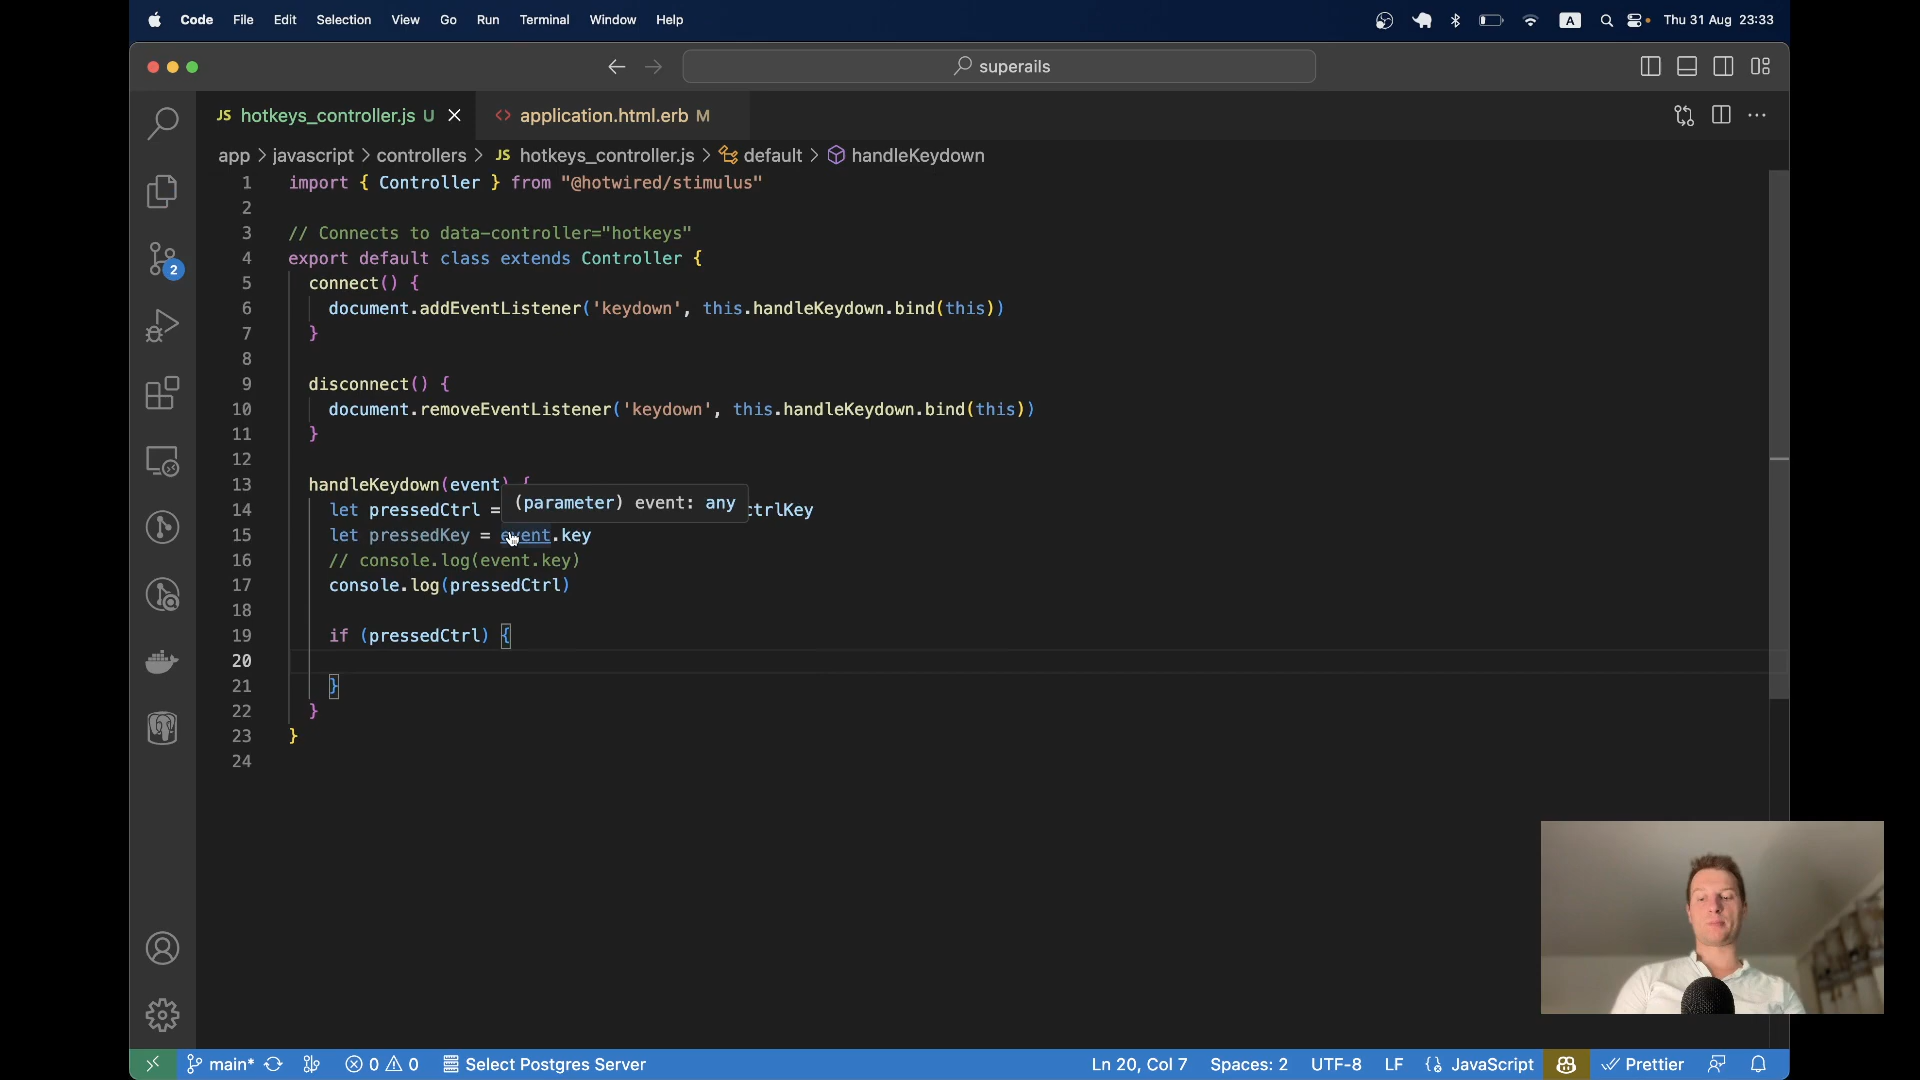 Code File Edit Selection View Go Run Terminal Window Help A Thu 31 Aug 23:33
superails
JS hotkeys_controller.js U
<> application.html.erb M
app > javascript > controllers > JS hotkeys_controller.js > default > handleKeydown
1 import { Controller } from "@hotwired/stimulus"
2
3 // Connects to data-controller="hotkeys"
4 export default class extends Controller {
5 connect() {
6 document.addEventListener('keydown', this.handleKeydown.bind(this))
7 }
8
9 disconnect() {
10 document.removeEventListener('keydown', this.handleKeydown.bind(this))
11 }
12
13 handleKeydown(event) {
(parameter) event: any
14 let pressedCtrl = ctrlKey
15 let pressedKey = event.key
16 // console.log(event.key)
17 console.log(pressedCtrl)
18
19 if (pressedCtrl) {
20
21 }
22 }
23 }
24
2
main* 0 0 Select Postgres Server Ln 20, Col 7 Spaces: 2 UTF-8 LF {} JavaScript Prettier